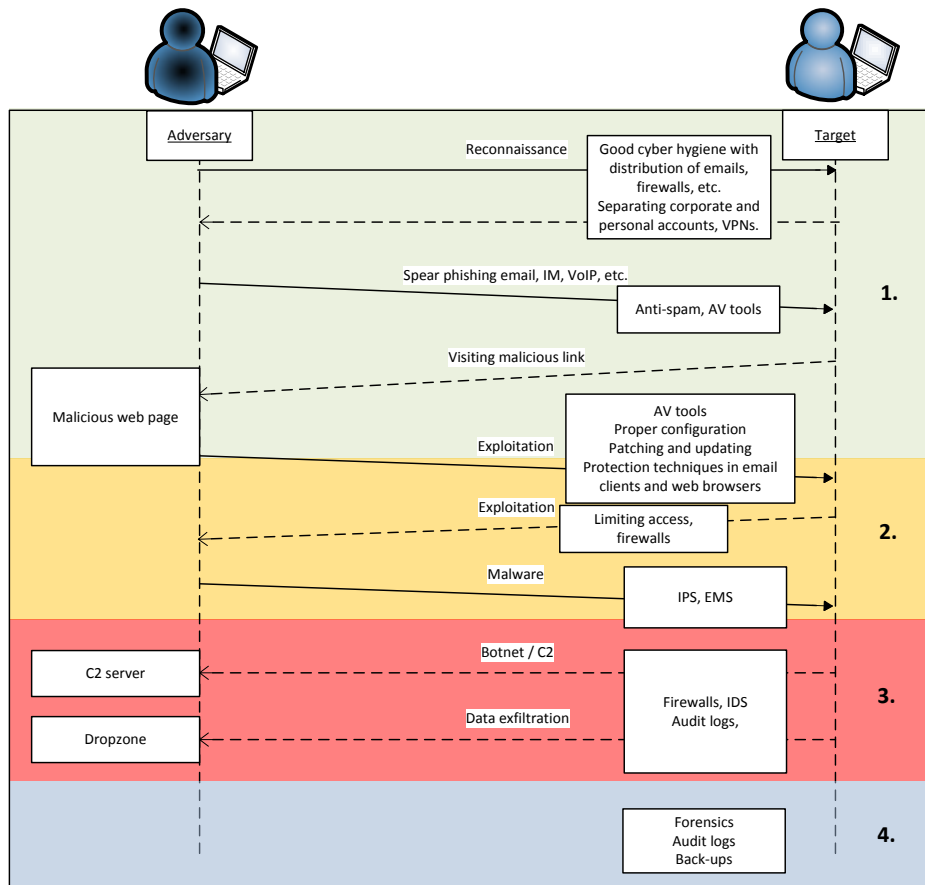 Adversary
Target
Reconnaissance
Good cyber hygiene with
distribution of emails,
firewalls, etc.
Separating corporate and
personal accounts, VPNs.
Spear phishing email, IM, VoIP, etc.
1.
Anti-spam, AV tools
Visiting malicious link
Malicious web page
AV tools
Proper configuration
Patching and updating
Protection techniques in email
clients and web browsers
Exploitation
Exploitation
Limiting access,
firewalls
2.
Malware
IPS, EMS
Botnet / C2
C2 server
Firewalls, IDS
Audit logs,
3.
Data exfiltration
Dropzone
Forensics
Audit logs
Back-ups
4.